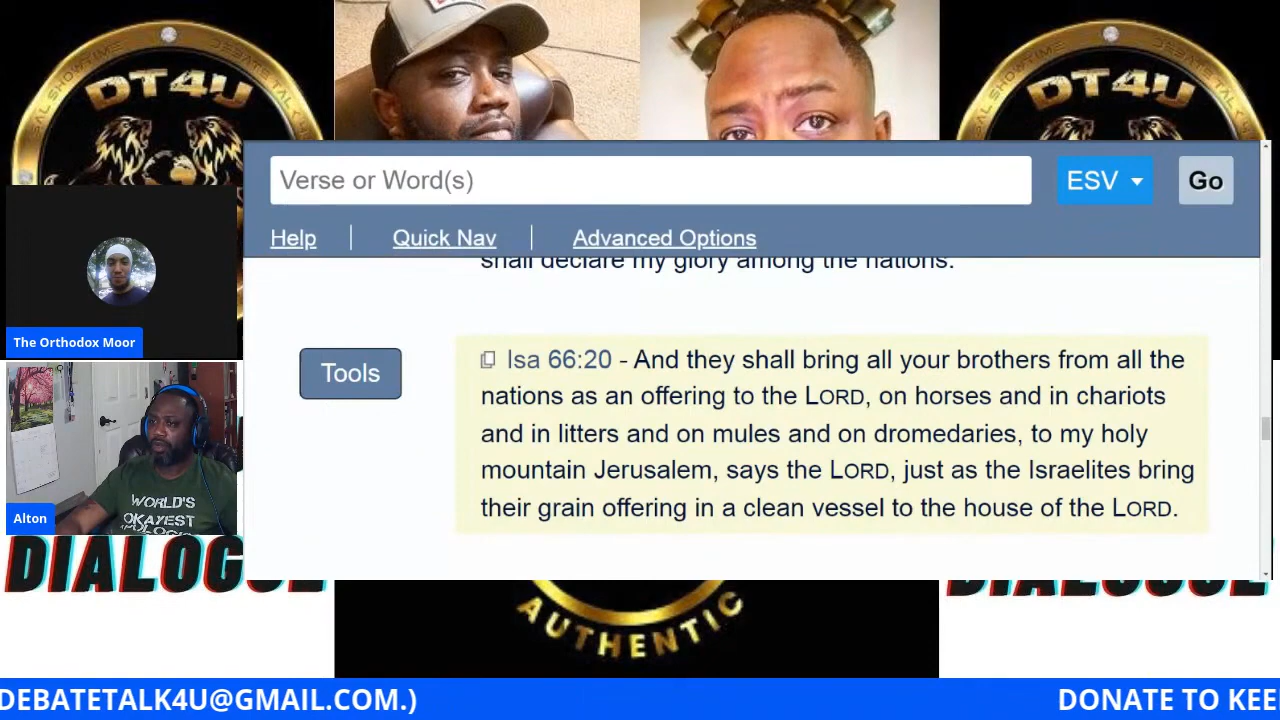 DT4U
DT4U
Verse or Word(s)
ESV
Go
Help
Quick Nav
Advanced Options
shall declare my glory among the nations.
Tools
Isa 66:20 - And they shall bring all your brothers from all the
nations as an offering to the LORD, on horses and in chariots
and in litters and on mules and on dromedaries, to my holy
mountain Jerusalem, says the LORD, just as the Israelites bring
their grain offering in a clean vessel to the house of the LORD.
The Orthodox Moor
WORLD'S
OKAYEST
Alton
DIALOGUE
AUTHENTIC
DEBATETALK4U@GMAIL.COM.)
DONATE TO KEE